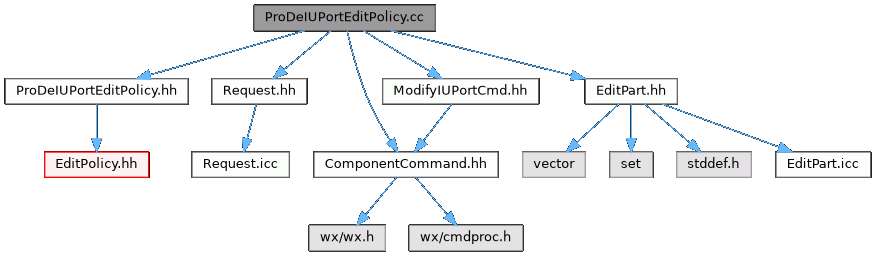 ProDeIUPortEditPolicy.cc
ProDeIUPortEditPolicy.hh
Request.hh
ModifyIUPortCmd.hh
EditPart.hh
EditPolicy.hh
Request.icc
ComponentCommand.hh
vector
set
stddef.h
EditPart.icc
wx/wx.h
wx/cmdproc.h